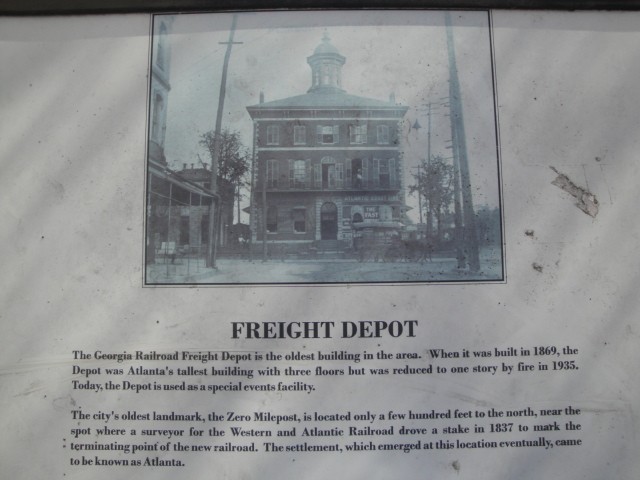 FREIGHT DEPOT
The Georgia Railroad Freight Depot is the oldest building in the area. When it was built in 1869, the
Depot was Atlanta's tallest building with three floors but was reduced to one story by fire in 1935.
Today, the Depot is used as a special events facility.
The city's oldest landmark, the Zero Milepost, is located only a few hundred feet to the north, near the
spot where a surveyor for the Western and Atlantic Railroad drove a stake in 1837 to mark the
terminating point of the new railroad. The settlement, which emerged at this location eventually, came
to be known as Atlanta.